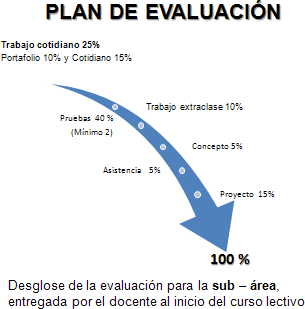 PLAN DE EVALUACIÓN
Trabajo cotidiano 25%
Portafolio 10% y Cotidiano 15%
Trabajo extraclase 10%
Pruebas 40 %
(Mínimo 2)
Concepto 5%
Asistencia 5%
Proyecto 15%
100 %
Desglose de la evaluación para la sub – área,
entregada por el docente al inicio del curso lectivo